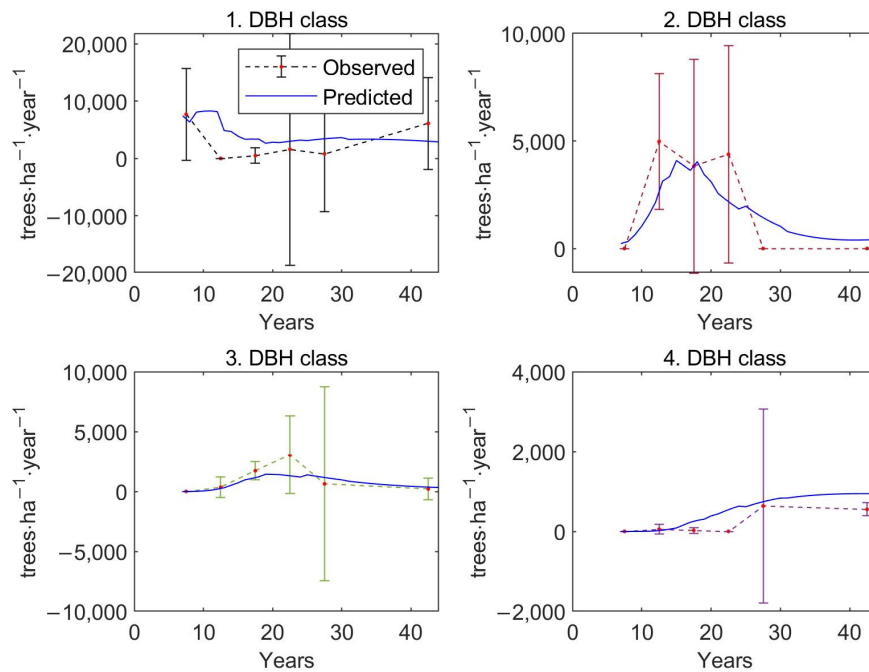 1. DBH class
20,000
10,000
0
−10,000
−20,000
trees·ha⁻¹·year⁻¹
Observed
Predicted
0 10 20 30 40
Years
2. DBH class
10,000
5,000
0
trees·ha⁻¹·year⁻¹
0 10 20 30 40
Years
3. DBH class
10,000
5,000
0
−5,000
−10,000
trees·ha⁻¹·year⁻¹
0 10 20 30 40
Years
4. DBH class
4,000
2,000
0
−2,000
trees·ha⁻¹·year⁻¹
0 10 20 30 40
Years